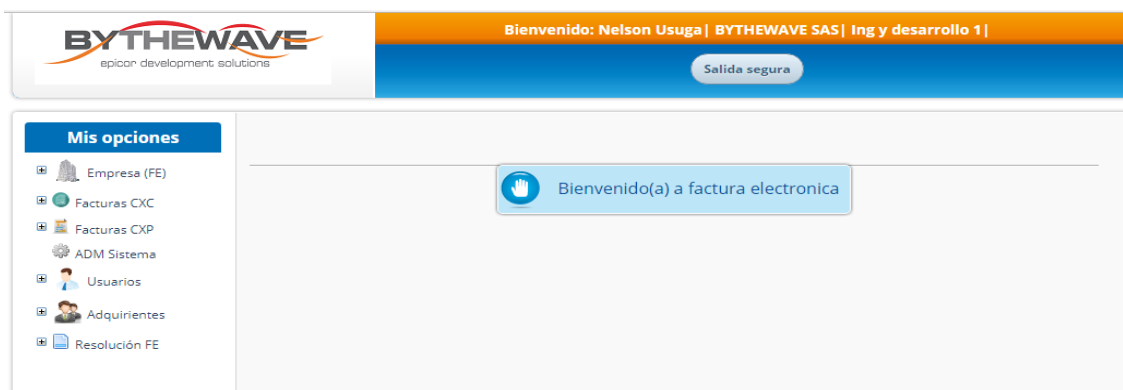 BYTHEWAVE
epicor development solutions
Bienvenido: Nelson Usuga| BYTHEWAVE SAS| Ing y desarrollo 1|
Salida segura
Mis opciones
Empresa (FE)
Facturas CXC
Facturas CXP
ADM Sistema
Usuarios
Adquirientes
Resolución FE
Bienvenido(a) a factura electronica